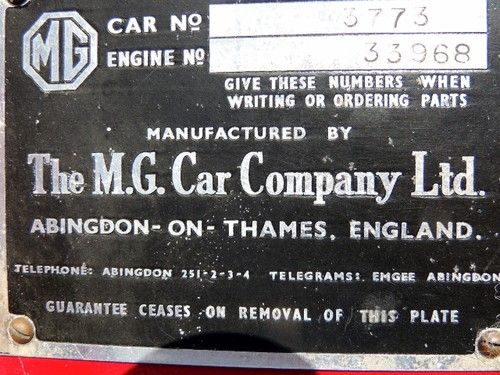 MG
CAR Nº 3773
ENGINE Nº 33968
GIVE THESE NUMBERS WHEN
WRITING OR ORDERING PARTS
MANUFACTURED BY
The M.G. Car Company Ltd.
ABINGDON-ON-THAMES, ENGLAND.
TELEPHONE: ABINGDON 251-2-3-4 TELEGRAMS: EMGEE ABINGDON
GUARANTEE CEASES ON REMOVAL OF THIS PLATE